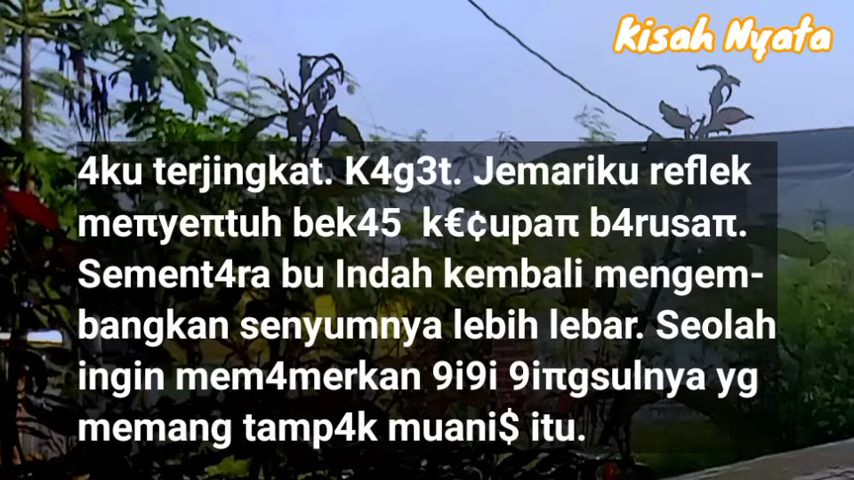 Kisah Nyata
4ku terjingkat. K4g3t. Jemariku reflek
meπyeπtuh bek45 k€¢upaπ b4rusaπ.
Sement4ra bu Indah kembali mengem-
bangkan senyumnya lebih lebar. Seolah
ingin mem4merkan 9i9i 9iπgsulnya yg
memang tamp4k muani$ itu.